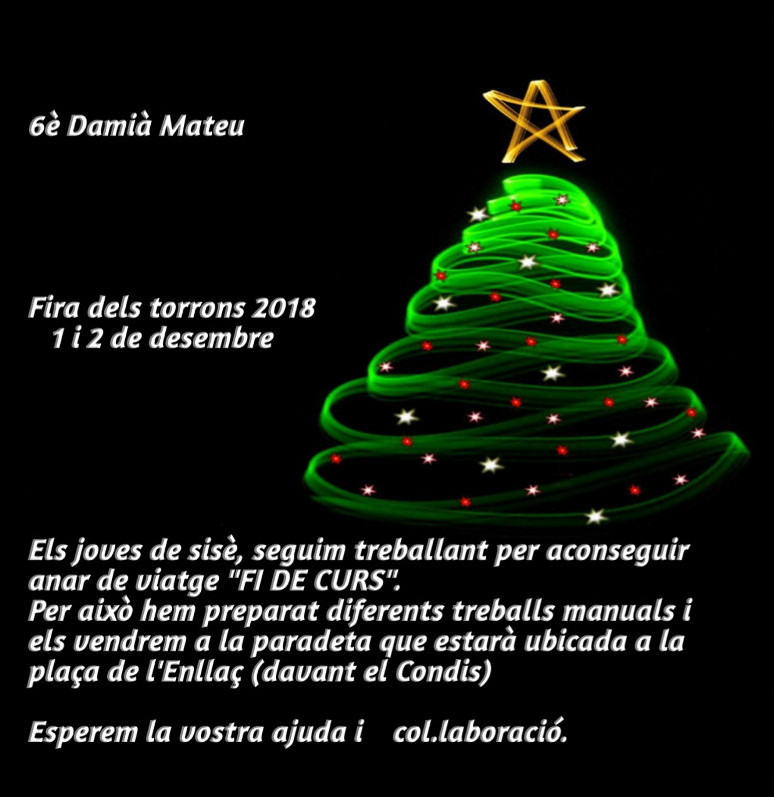 6è Damià Mateu
Fira dels torrons 2018
1 i 2 de desembre
Els joves de sisè, seguim treballant per aconseguir
anar de viatge "FI DE CURS".
Per això hem preparat diferents treballs manuals i
els vendrem a la paradeta que estarà ubicada a la
plaça de l'Enllaç (davant el Condis)
Esperem la vostra ajuda i col.laboració.